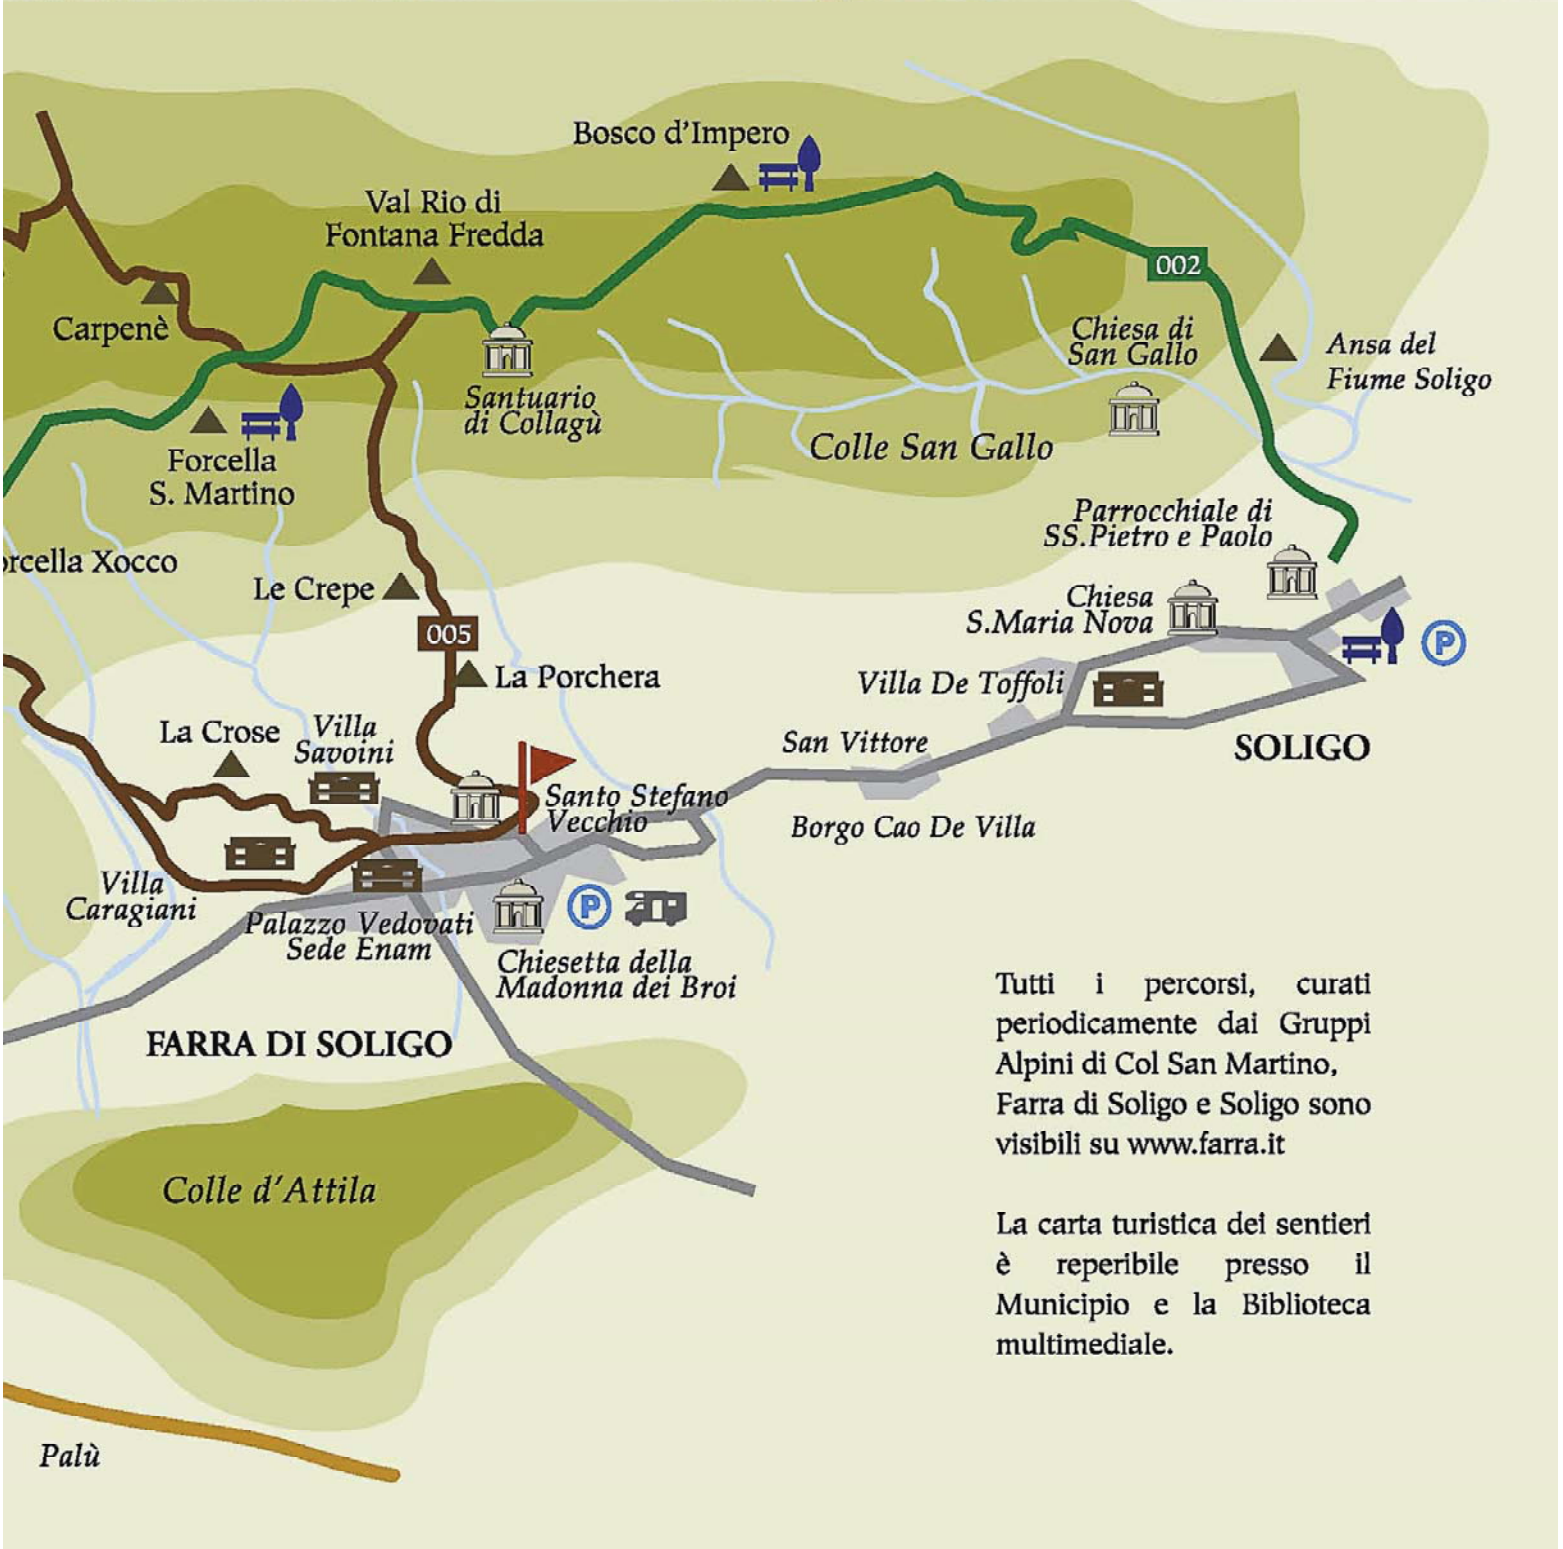 Bosco d'Impero
Val Rio di
Fontana Fredda
002
Carpenè
Chiesa di
San Gallo
Ansa del
Fiume Soligo
Santuario
di Collagù
Colle San Gallo
Forcella
S. Martino
Parrocchiale di
SS.Pietro e Paolo
orcella Xocco
Le Crepe
Chiesa
S.Maria Nova
005
P
La Porchera
Villa De Toffoli
La Crose
Villa
Savoini
San Vittore
SOLIGO
Santo Stefano
Vecchio
Borgo Cao De Villa
Villa
Caragiani
Palazzo Vedovati
Sede Enam
P
Chiesetta della
Madonna dei Broi
FARRA DI SOLIGO
Tutti i percorsi, curati
periodicamente dai Gruppi
Alpini di Col San Martino,
Farra di Soligo e Soligo sono
visibili su www.farra.it
Colle d'Attila
La carta turistica dei sentieri
è reperibile presso il
Municipio e la Biblioteca
multimediale.
Palù